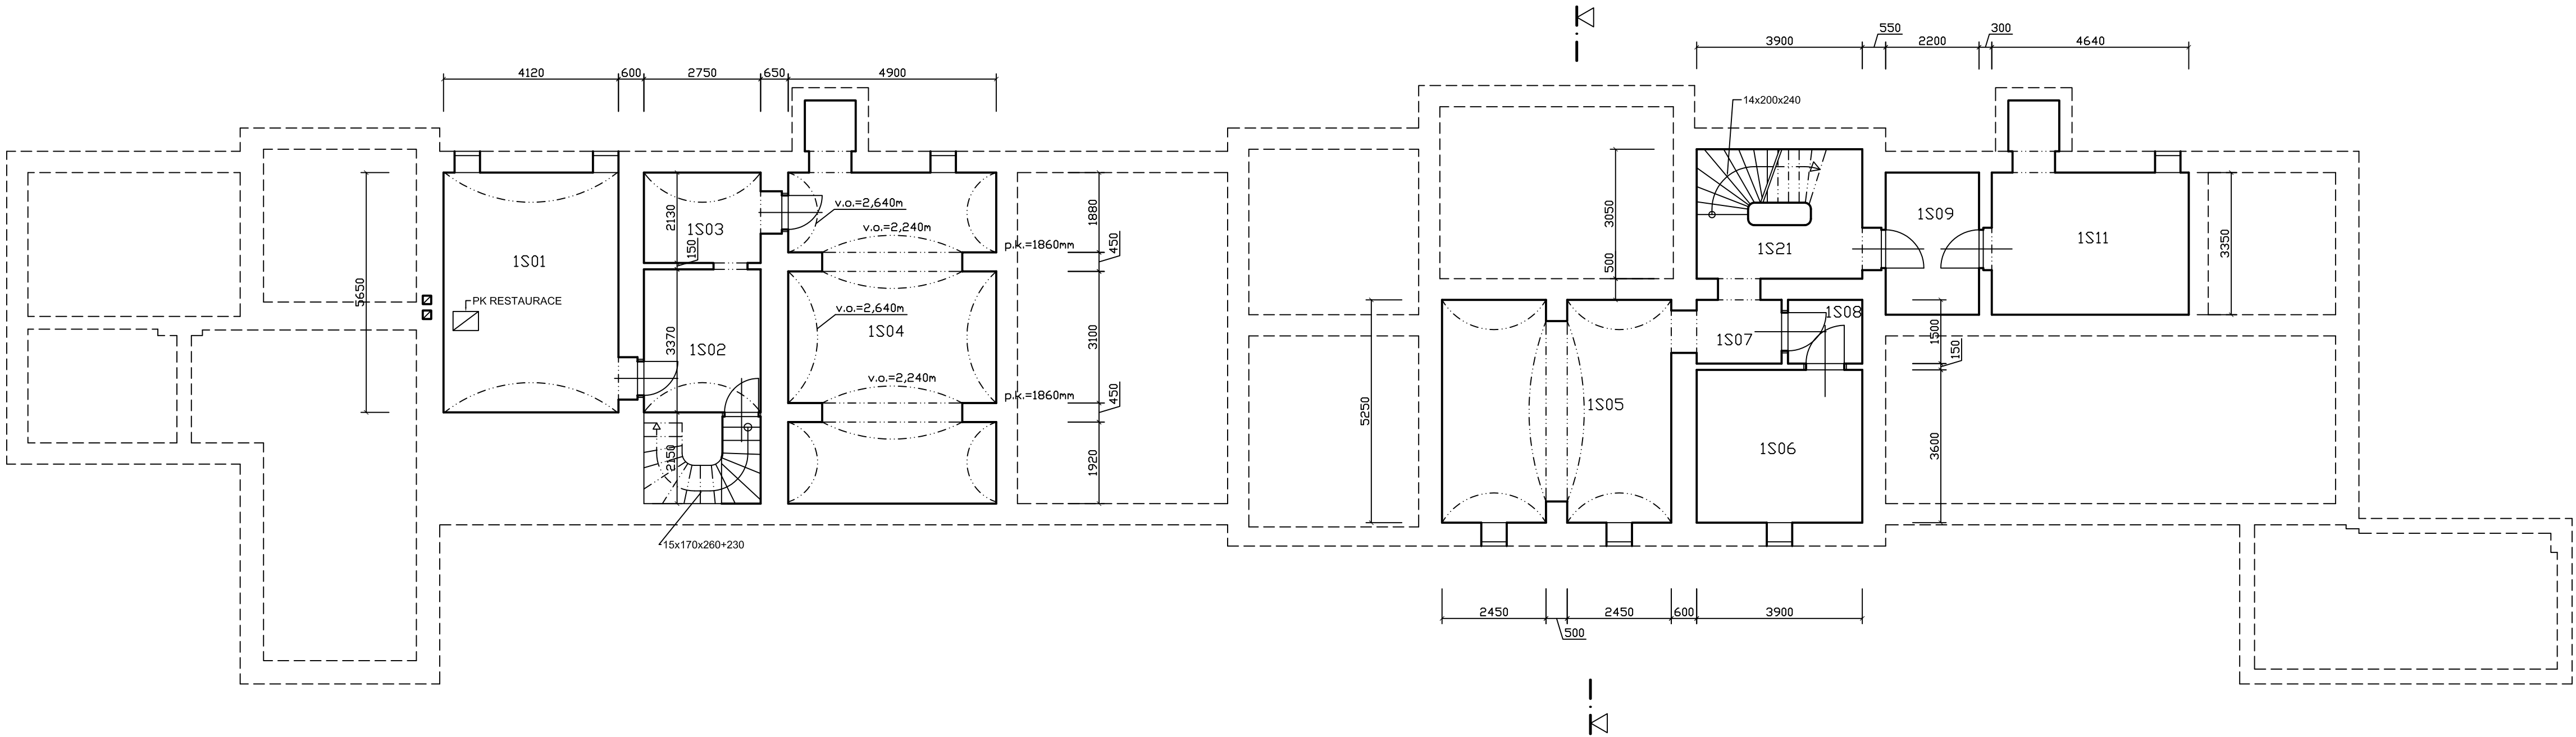 550
300
3900
2200
4640
4120
600
2750
650
4900
14x200x240
v.o.=2,640m
v.o.=2,240m
p.k.=1860mm
1880
450
2130
150
1S03
1S01
5650
PK RESTAURACE
v.o.=2,640m
1S04
3100
3370
1S02
v.o.=2,240m
p.k.=1860mm
450
2150
1920
15x170x260+230
3050
500
1S21
1S09
1S11
3350
1S08
1S07
1500
150
1S05
5250
1S06
3600
2450
2450
600
3900
500